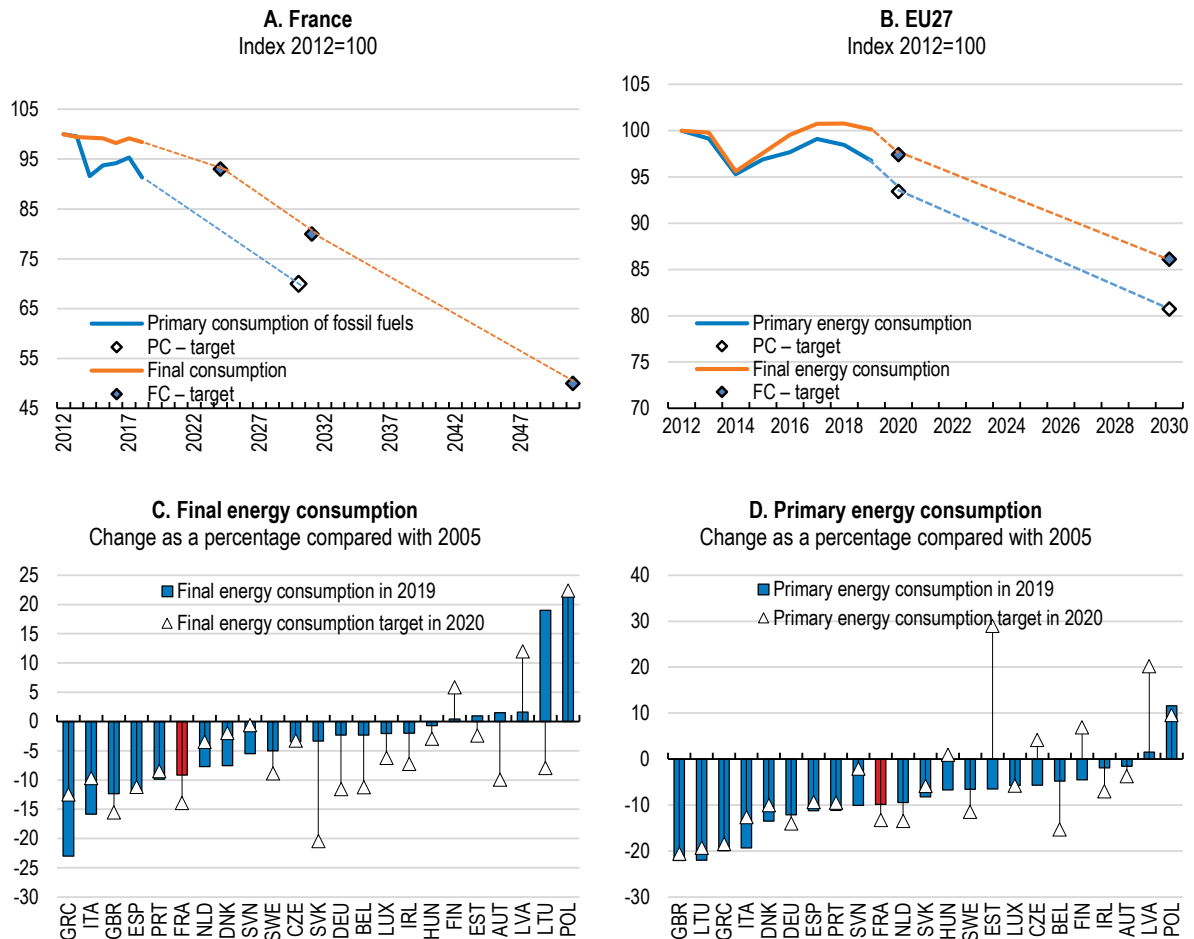 A. France
Index 2012=100
105
95
85
75
65
55
45
Primary consumption of fossil fuels
PC – target
Final consumption
FC – target
2012
2017
2022
2027
2032
2037
2042
2047
B. EU27
Index 2012=100
105
100
95
90
85
80
75
70
Primary energy consumption
PC – target
Final energy consumption
FC – target
2012 2014 2016 2018 2020 2022 2024 2026 2028 2030
C. Final energy consumption
Change as a percentage compared with 2005
25
20
15
10
5
0
-5
-10
-15
-20
-25
-30
Final energy consumption in 2019
Final energy consumption target in 2020
GRC
ITA
GBR
ESP
PRT
FRA
NLD
DNK
SVN
SWE
CZE
SVK
DEU
BEL
LUX
IRL
HUN
FIN
EST
AUT
LVA
LTU
POL
D. Primary energy consumption
Change as a percentage compared with 2005
40
30
20
10
0
-10
-20
-30
Primary energy consumption in 2019
Primary energy consumption target in 2020
GBR
LTU
GRC
ITA
DNK
DEU
ESP
PRT
SVN
FRA
NLD
SVK
HUN
SWE
EST
LUX
CZE
BEL
FIN
IRL
AUT
LVA
POL